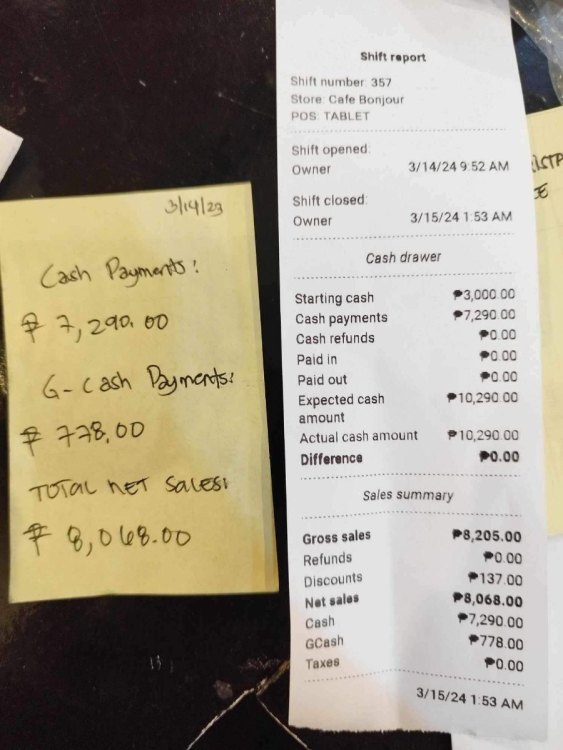 3/14/23
Cash Payments:
₱ 7,290.00
G-Cash Payments:
₱ 778.00
TOTAL NET SALES:
₱ 8,068.00
Shift report
Shift number: 357
Store: Cafe Bonjour
POS: TABLET
Shift opened:
Owner 3/14/24 9:52 AM
Shift closed:
Owner 3/15/24 1:53 AM
Cash drawer
Starting cash ₱3,000.00
Cash payments ₱7,290.00
Cash refunds ₱0.00
Paid in ₱0.00
Paid out ₱0.00
Expected cash ₱10,290.00
amount
Actual cash amount ₱10,290.00
Difference ₱0.00
Sales summary
Gross sales ₱8,205.00
Refunds ₱0.00
Discounts ₱137.00
Net sales ₱8,068.00
Cash ₱7,290.00
GCash ₱778.00
Taxes ₱0.00
3/15/24 1:53 AM